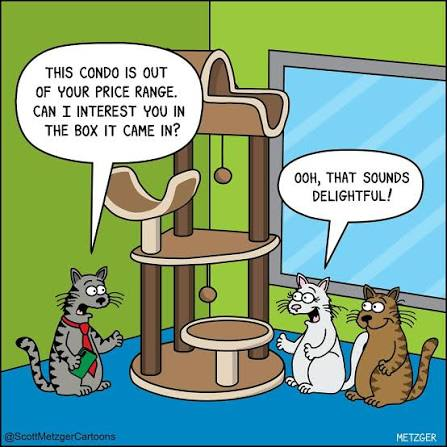 THIS CONDO IS OUT
OF YOUR PRICE RANGE.
CAN I INTEREST YOU IN
THE BOX IT CAME IN?
OOH, THAT SOUNDS
DELIGHTFUL!
@ScottMetzgerCartoons
METZGER